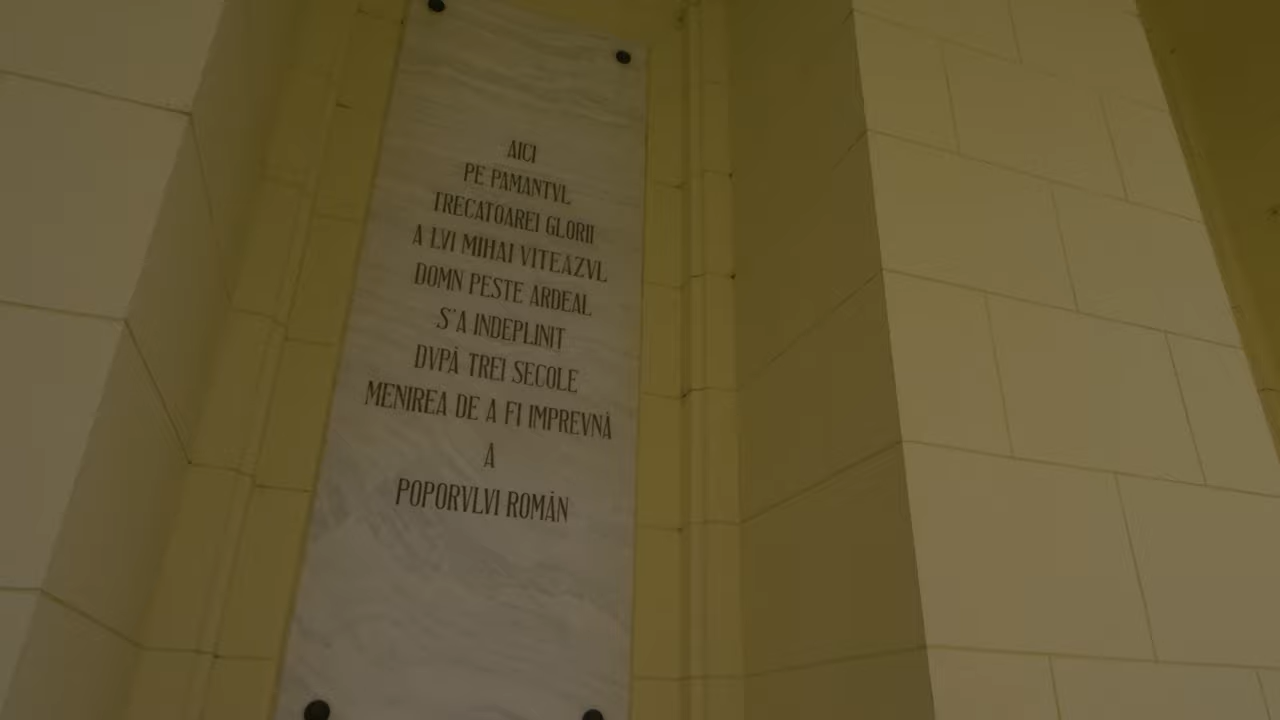 AICI
PE PAMANTVL
TRECATOAREI GLORII
A LVI MIHAI VITEAZVL
DOMN PESTE ARDEAL
S'A INDEPLINIT
DVPĂ TREI SECOLE
MENIREA DE A FI IMPREVNĂ
A
POPORVLVI ROMÂN